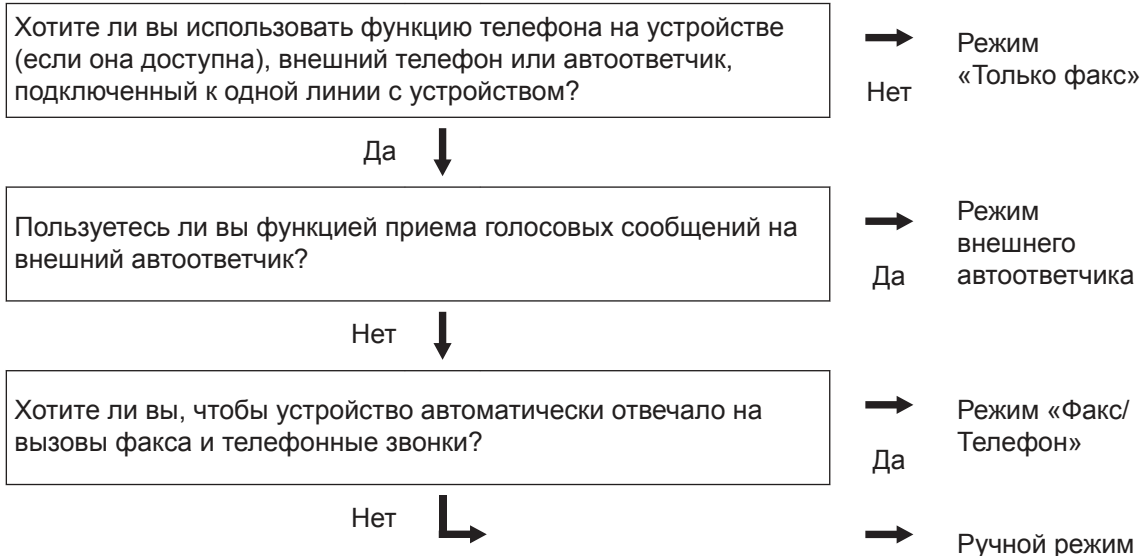 Хотите ли вы использовать функцию телефона на устройстве
(если она доступна), внешний телефон или автоответчик,
подключенный к одной линии с устройством?
Нет
Режим
«Только факс»
Да
Пользуетесь ли вы функцией приема голосовых сообщений на
внешний автоответчик?
Да
Режим
внешнего
автоответчика
Нет
Хотите ли вы, чтобы устройство автоматически отвечало на
вызовы факса и телефонные звонки?
Да
Режим «Факс/
Телефон»
Нет
Ручной режим